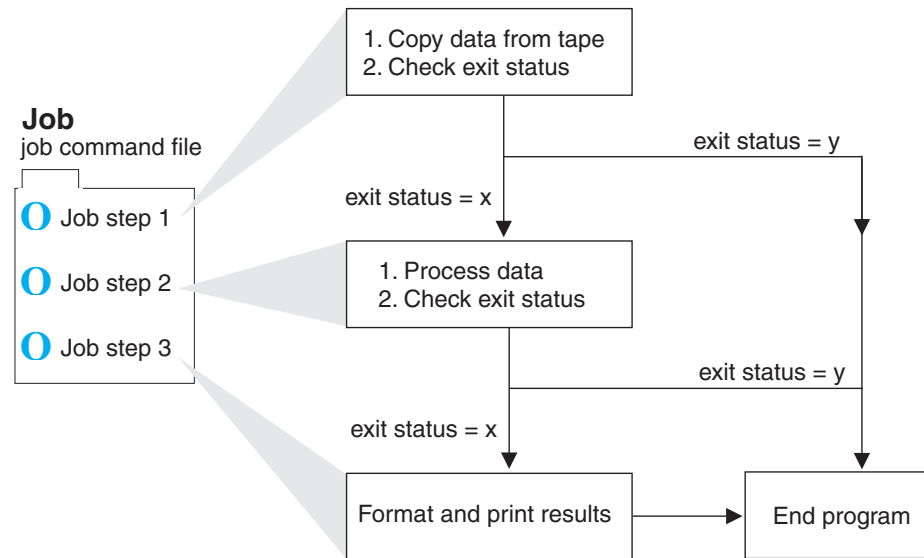 Job
job command file
O Job step 1
O Job step 2
O Job step 3
1. Copy data from tape
2. Check exit status
exit status = y
exit status = x
1. Process data
2. Check exit status
exit status = y
exit status = x
Format and print results
End program